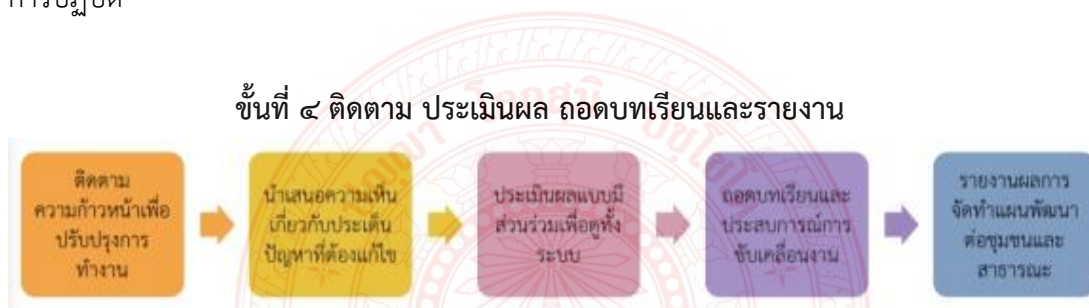 การปฏิบัติ
ขั้นที่ ๔ ติดตาม ประเมินผล ถอดบทเรียนและรายงาน
ติดตาม
ความก้าวหน้าเพื่อ
ปรับปรุงการ
ทำงาน
นำเสนอความเห็น
เกี่ยวกับประเด็น
ปัญหาที่ต้องแก้ไข
ประเมินผลแบบมี
ส่วนร่วมเพื่อดูทั้ง
ระบบ
ถอดบทเรียนและ
ประสบการณ์การ
ขับเคลื่อนงาน
รายงานผลการ
จัดทำแผนพัฒนา
ต่อชุมชนและ
สาธารณะ